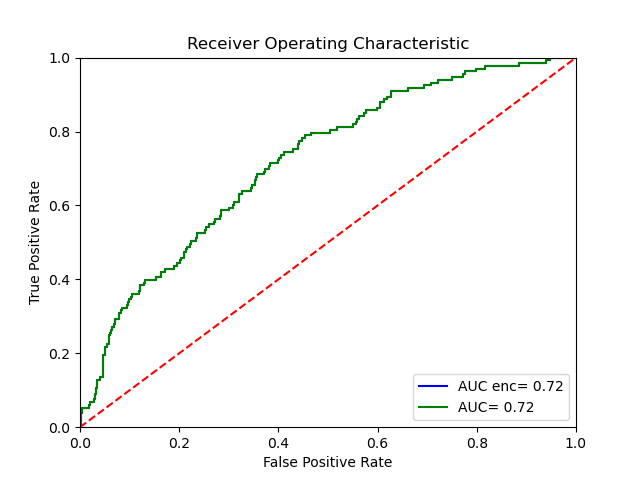 Receiver Operating Characteristic
1.0
0.8
0.6
0.4
0.2
0.0
True Positive Rate
AUC enc= 0.72
AUC= 0.72
0.0 0.2 0.4 0.6 0.8 1.0
False Positive Rate